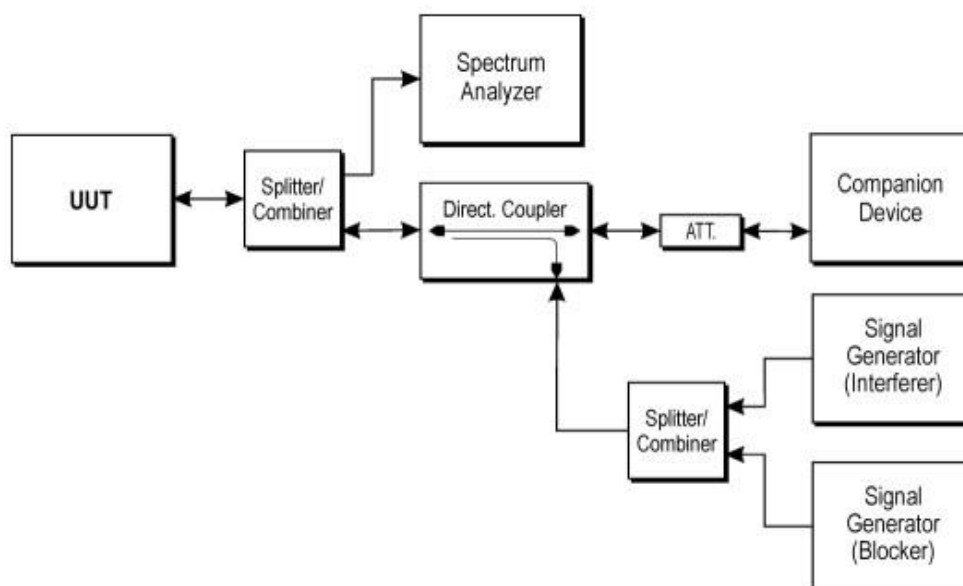 Spectrum
Analyzer
UUT
Splitter/
Combiner
Direct. Coupler
ATT.
Companion
Device
Signal
Generator
(Interferer)
Splitter/
Combiner
Signal
Generator
(Blocker)